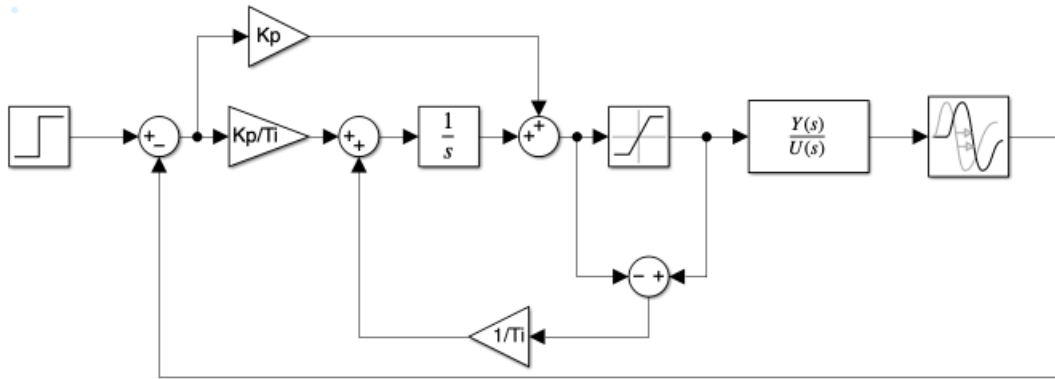 Kp
+
−
Kp/Ti
+
+
1
s
+
+
Y(s)
U(s)
− +
1/Ti